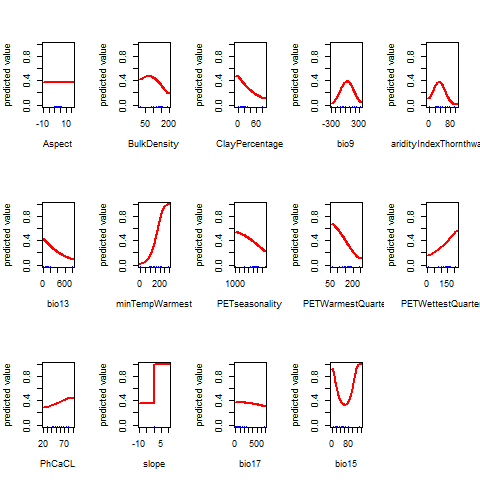 predicted value 0.0 0.4 0.8 -10 10 Aspect
predicted value 0.0 0.4 0.8 50 200 BulkDensity
predicted value 0.0 0.4 0.8 0 60 ClayPercentage
predicted value 0.0 0.4 0.8 -300 300 bio9
predicted value 0.0 0.4 0.8 0 80 aridityIndexThornthwa
predicted value 0.0 0.4 0.8 0 600 bio13
predicted value 0.0 0.4 0.8 0 200 minTempWarmest
predicted value 0.0 0.4 0.8 1000 PETseasonality
predicted value 0.0 0.4 0.8 50 200 PETWarmestQuarte
predicted value 0.0 0.4 0.8 0 150 PETWettestQuarte
predicted value 0.0 0.4 0.8 20 70 PhCaCL
predicted value 0.0 0.4 0.8 -10 5 slope
predicted value 0.0 0.4 0.8 0 500 bio17
predicted value 0.0 0.4 0.8 0 80 bio15